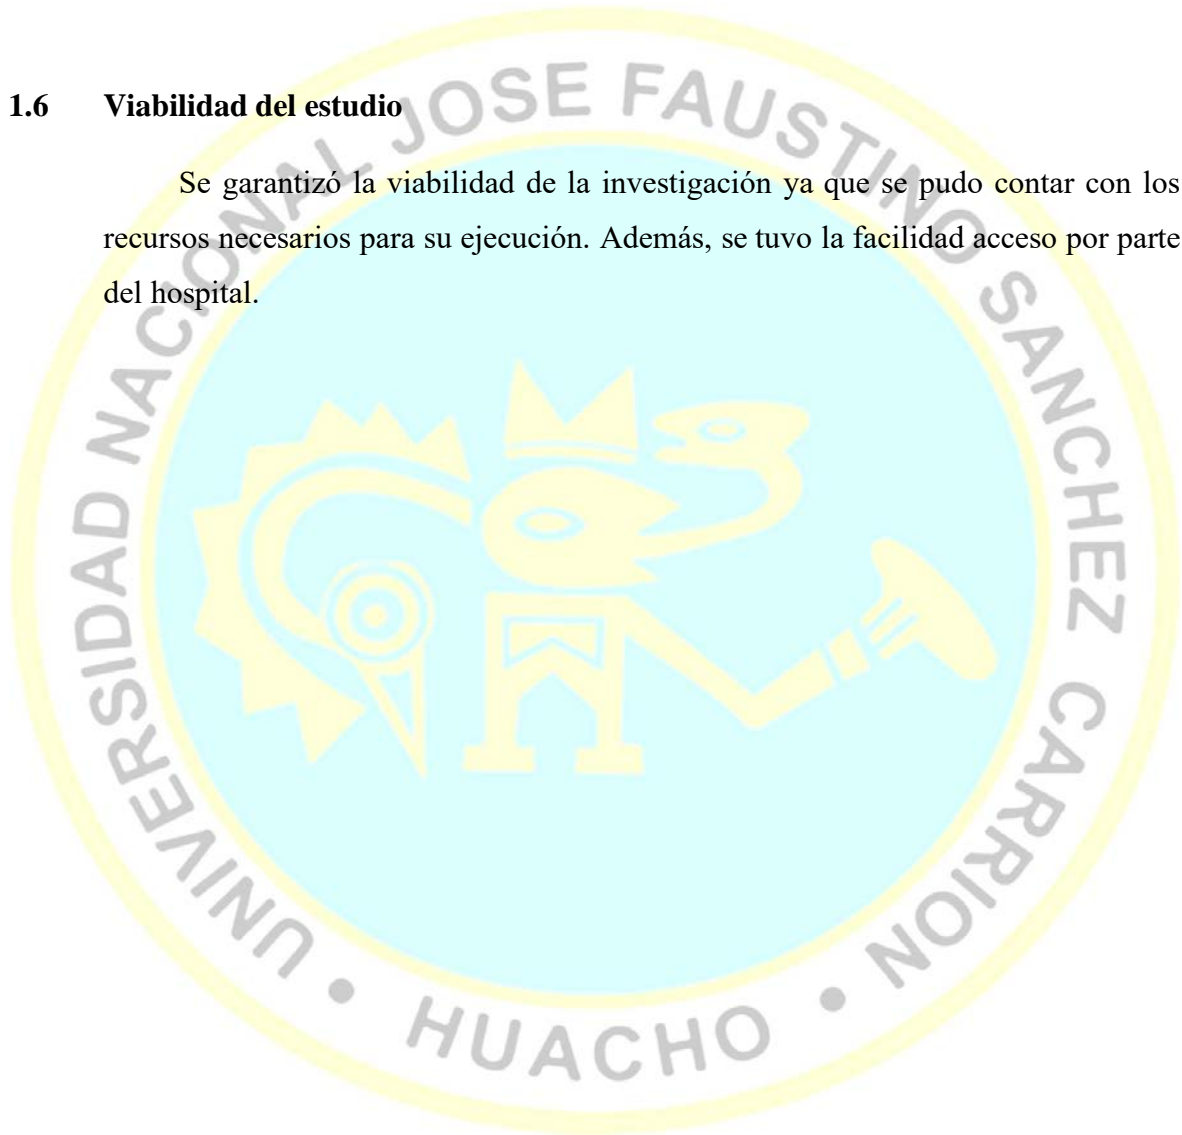 1.6 Viabilidad del estudio
Se garantizó la viabilidad de la investigación ya que se pudo contar con los
recursos necesarios para su ejecución. Además, se tuvo la facilidad acceso por parte
del hospital.
UNIVERSIDAD NACIONAL JOSE FAUSTINO SANCHEZ CARRION • HUACHO •